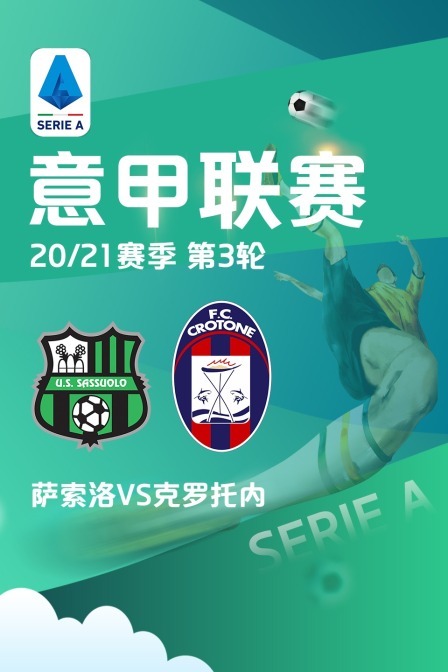 SERIE A
意甲联赛
20/21赛季 第3轮
U.S. SASSUOLO
F.C.
CROTONE
萨索洛VS克罗托内
SERIE A